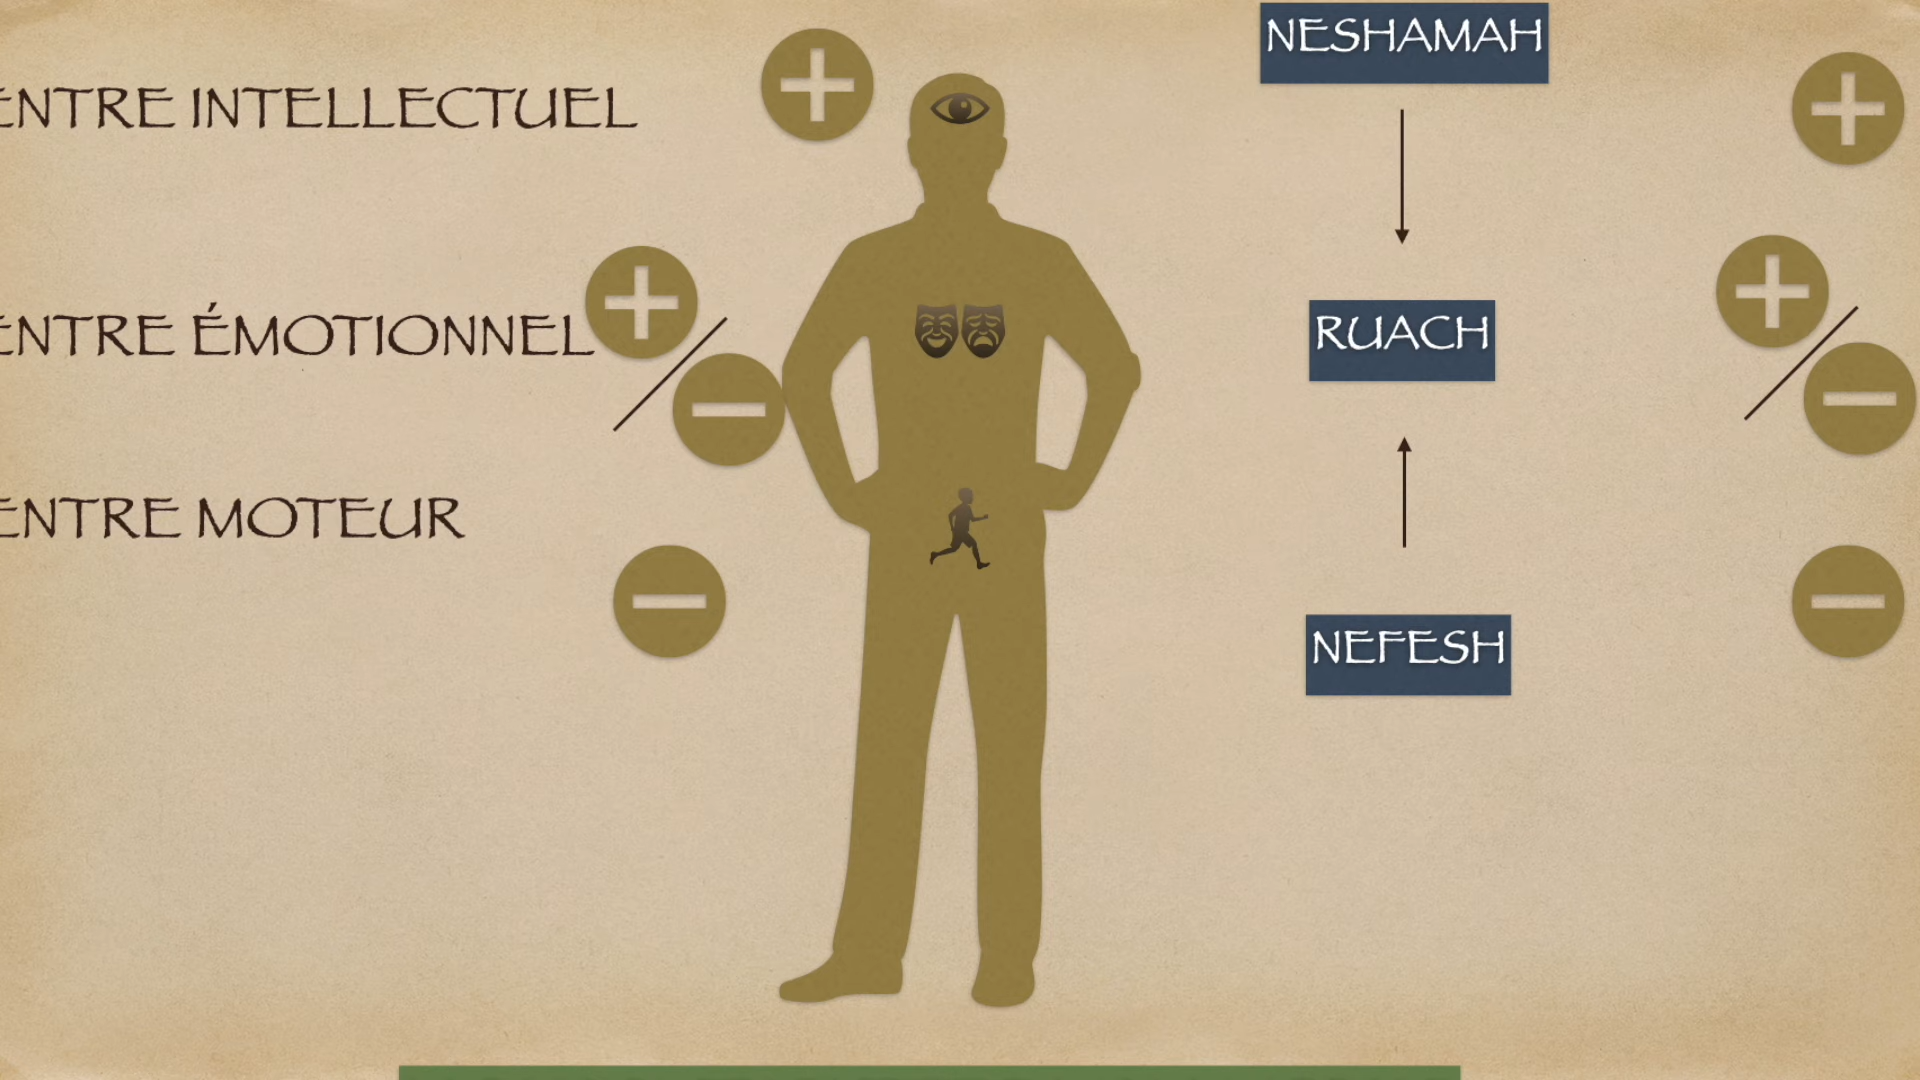 NESHAMAH
ENTRE INTELLECTUEL
ENTRE ÉMOTIONNEL
RUACH
ENTRE MOTEUR
NEFESH